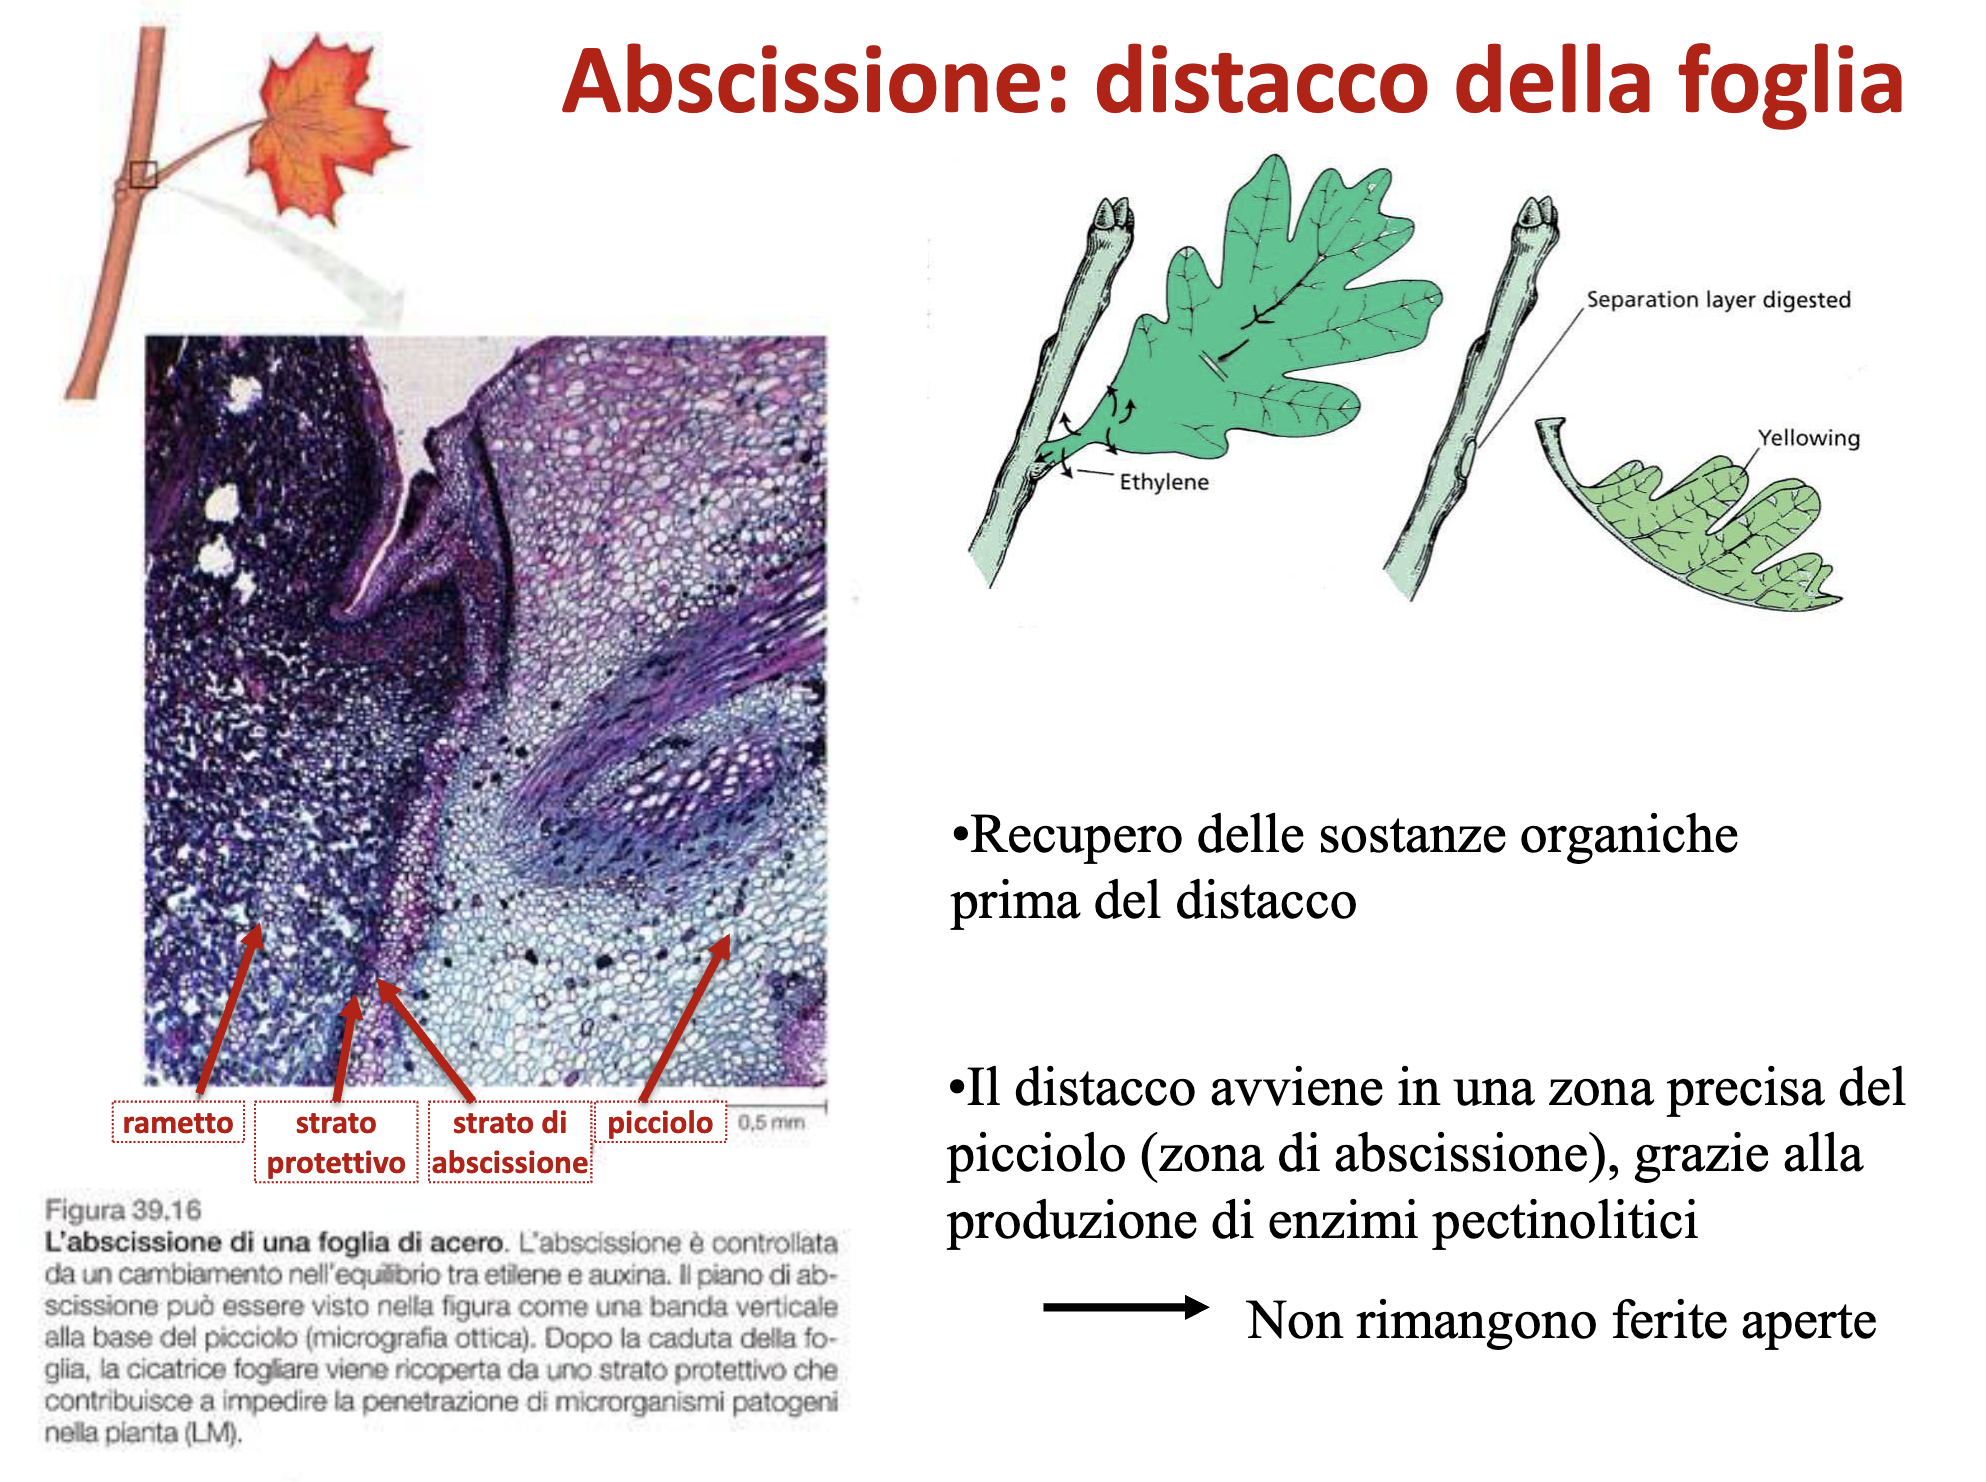 Abscissione: distacco della foglia
Separation layer digested
Yellowing
Ethylene
rametto
strato
protettivo
strato di
abscissione
picciolo
0,5 mm
Figura 39.16
L'abscissione di una foglia di acero. L'abscissione è controllata
da un cambiamento nell'equilibrio tra etilene e auxina. Il piano di ab-
scissione può essere visto nella figura come una banda verticale
alla base del picciolo (micrografia ottica). Dopo la caduta della fo-
glia, la cicatrice fogliare viene ricoperta da uno strato protettivo che
contribuisce a impedire la penetrazione di microrganismi patogeni
nella pianta (LM).
•Recupero delle sostanze organiche
prima del distacco
•Il distacco avviene in una zona precisa del
picciolo (zona di abscissione), grazie alla
produzione di enzimi pectinolitici
Non rimangono ferite aperte